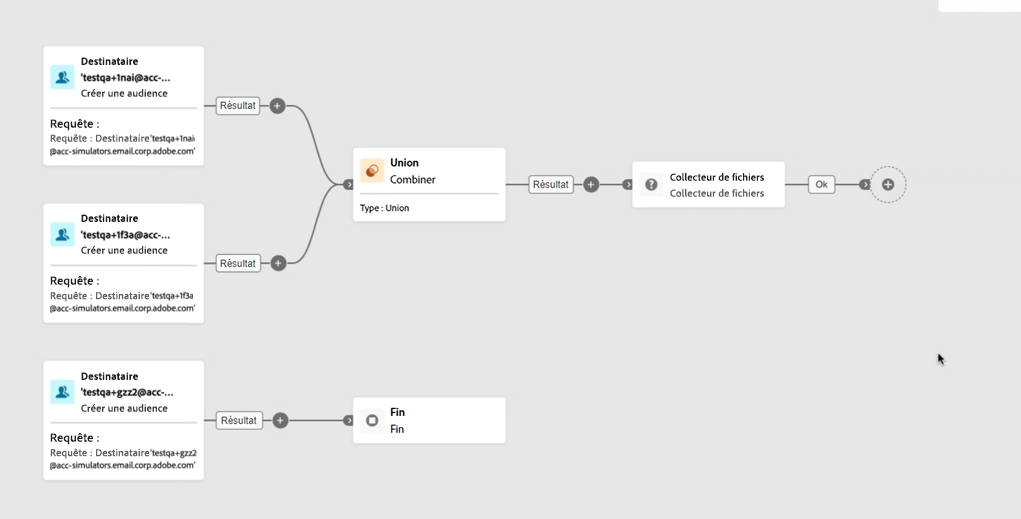 Destinataire
'testqa+1nai@acc-...
Créer une audience
Requête :
Requête : Destinataire'testqa+1nai
@acc-simulators.email.corp.adobe.com'
Résultat
Destinataire
'testqa+1f3a@acc-...
Créer une audience
Requête :
Requête : Destinataire'testqa+1f3a
@acc-simulators.email.corp.adobe.com'
Résultat
Union
Combiner
Type : Union
Résultat
Collecteur de fichiers
Collecteur de fichiers
Ok
Destinataire
'testqa+gzz2@acc-...
Créer une audience
Requête :
Requête : Destinataire'testqa+gzz2
@acc-simulators.email.corp.adobe.com'
Résultat
Fin
Fin